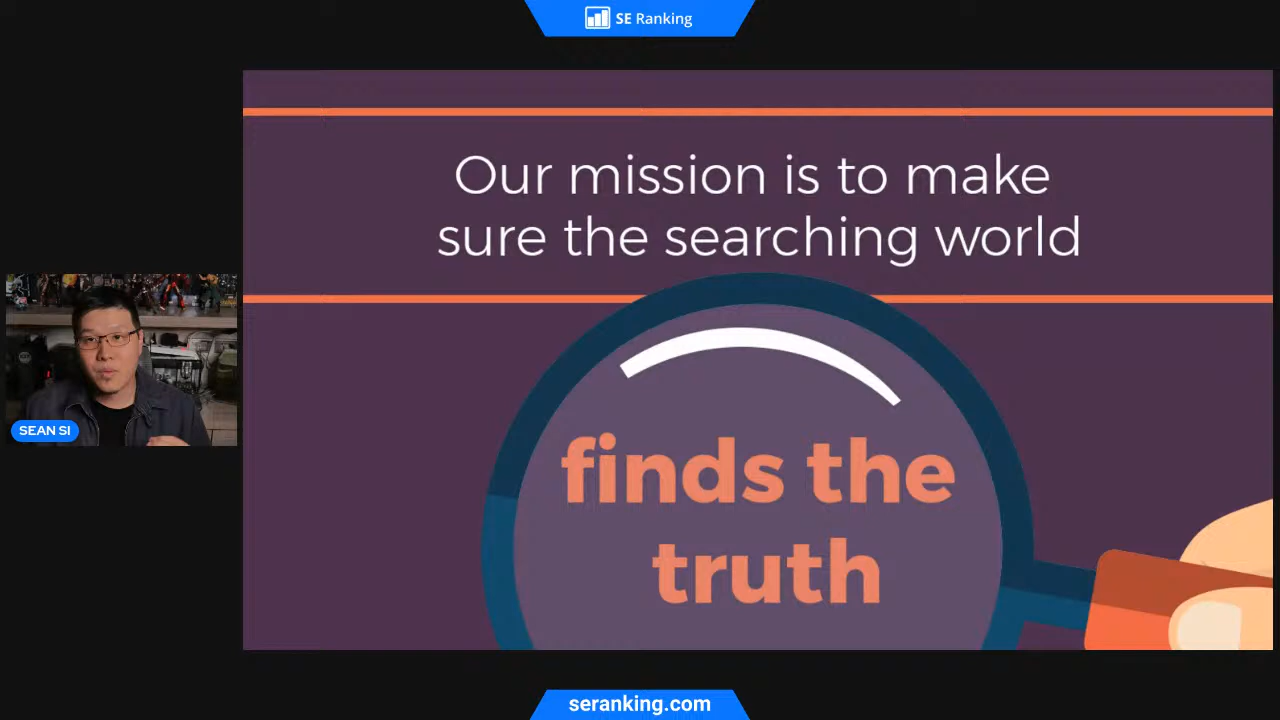 SE Ranking
Our mission is to make
sure the searching world
finds the
truth
SEAN SI
seranking.com